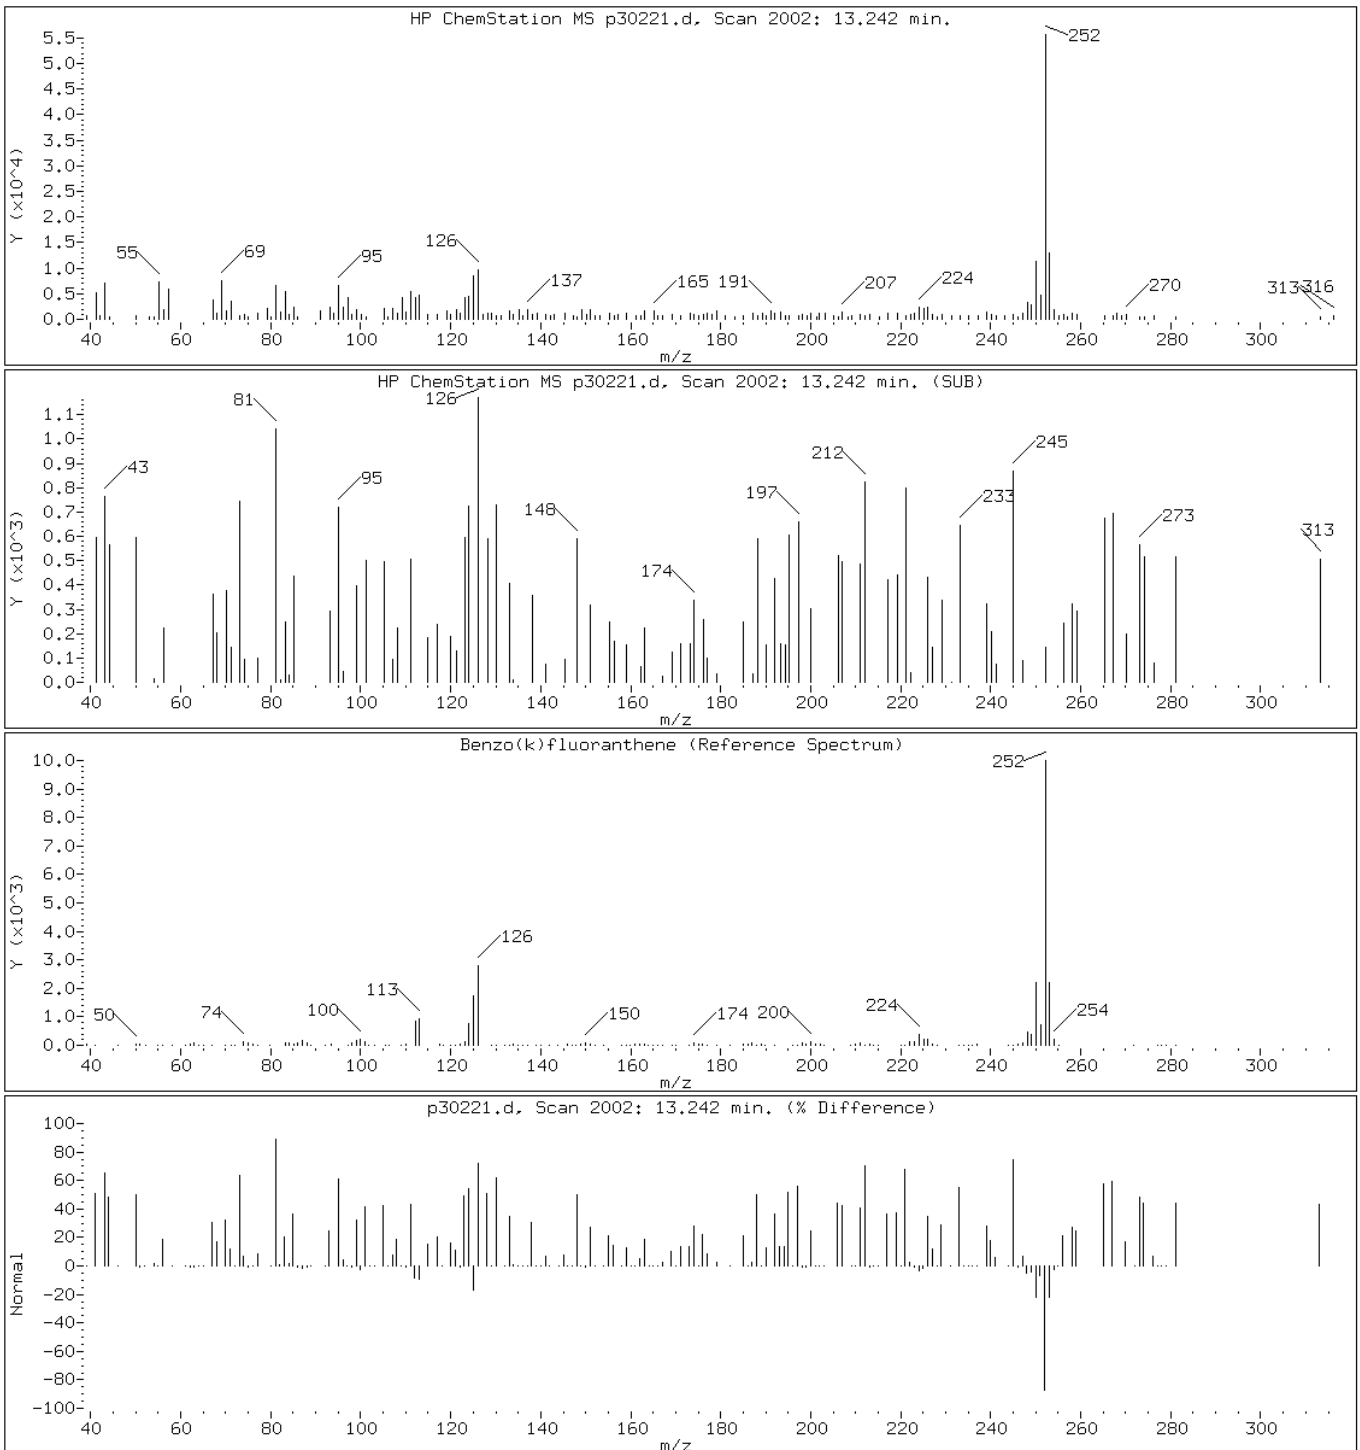 HP ChemStation MS p30221.d, Scan 2002: 13.242 min.
Y (x10^4)
5.5
5.0
4.5
4.0
3.5
3.0
2.5
2.0
1.5
1.0
0.5
0.0
252
55 69 95 126 137 165 191 207 224 270 313 316
40 60 80 100 120 140 160 180 200 220 240 260 280 300
m/z
HP ChemStation MS p30221.d, Scan 2002: 13.242 min. (SUB)
Y (x10^3)
1.1
1.0
0.9
0.8
0.7
0.6
0.5
0.4
0.3
0.2
0.1
0.0
43 81 95 126 148 174 197 212 233 245 273 313
40 60 80 100 120 140 160 180 200 220 240 260 280 300
m/z
Benzo(k)fluoranthene (Reference Spectrum)
Y (x10^3)
10.0
9.0
8.0
7.0
6.0
5.0
4.0
3.0
2.0
1.0
0.0
50 74 100 113 126 150 174 200 224 252 254
40 60 80 100 120 140 160 180 200 220 240 260 280 300
m/z
p30221.d, Scan 2002: 13.242 min. (% Difference)
Normal
100
80
60
40
20
0
-20
-40
-60
-80
-100
40 60 80 100 120 140 160 180 200 220 240 260 280 300
m/z